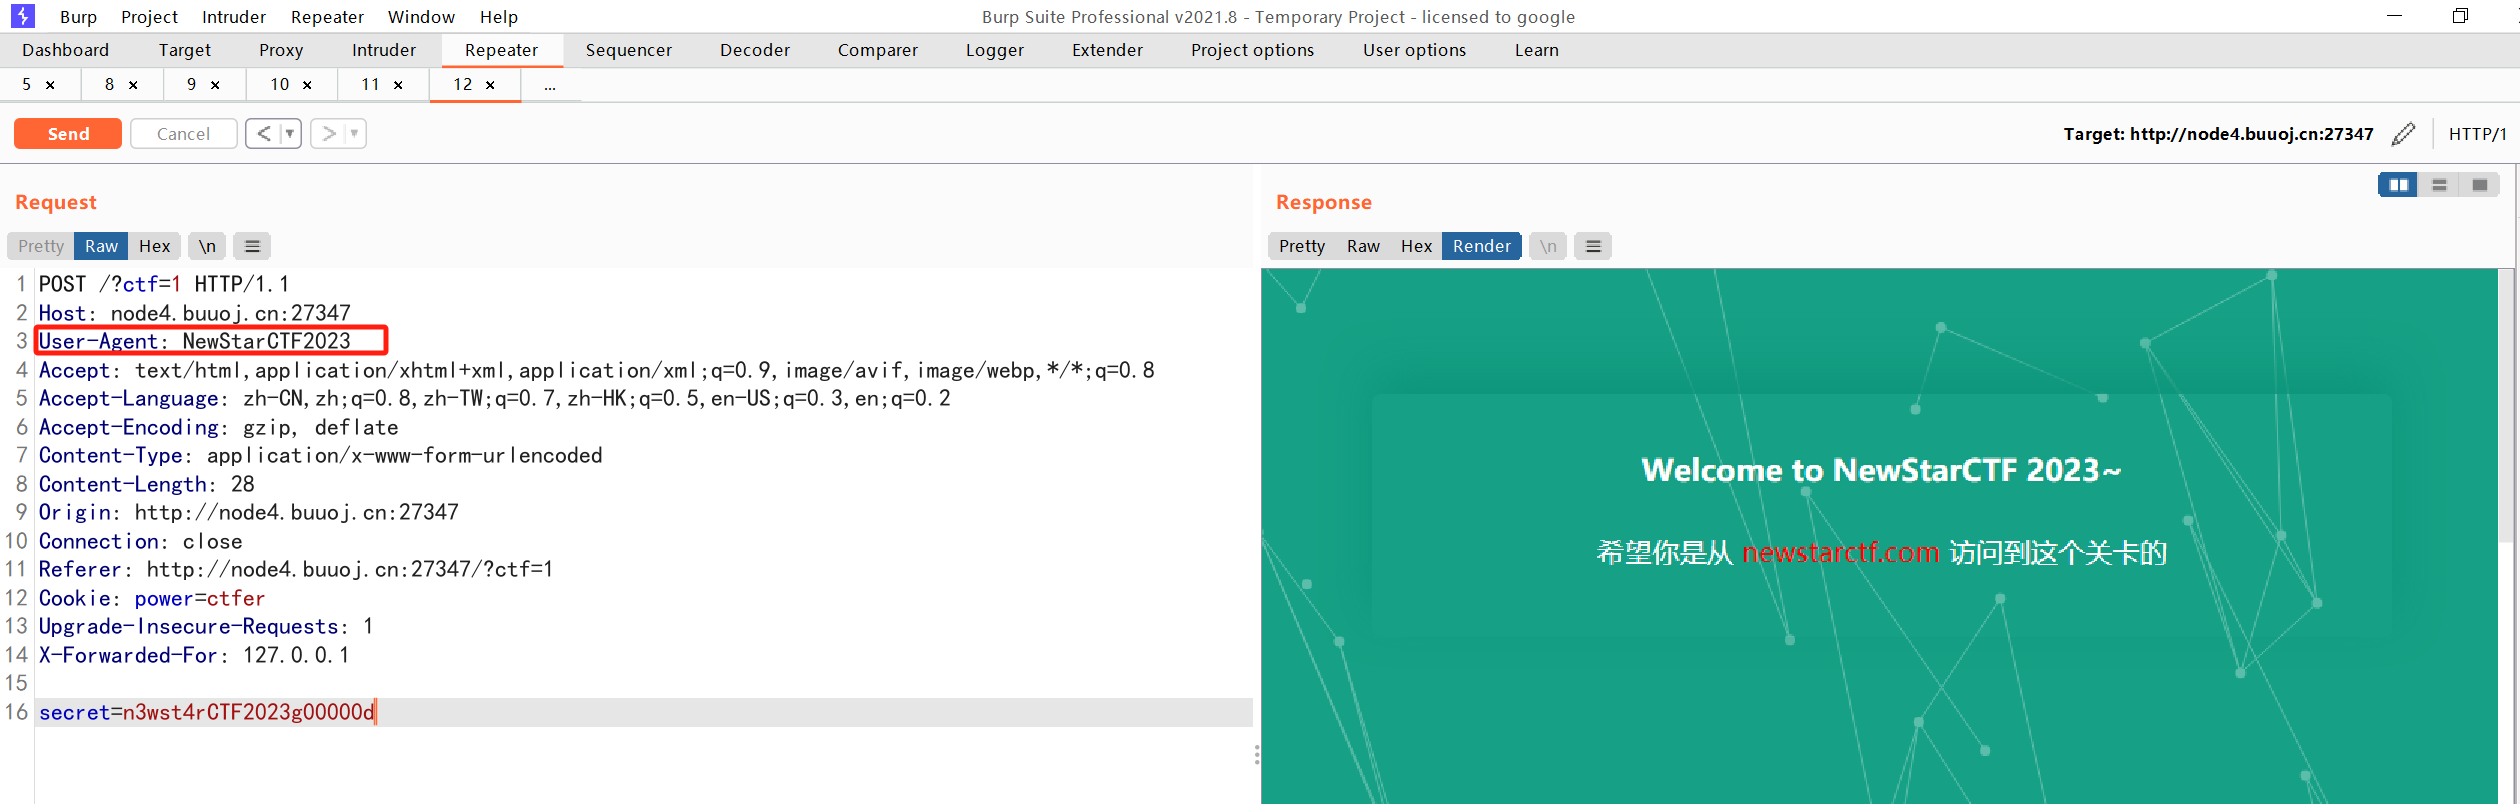 Burp Project Intruder Repeater Window Help Burp Suite Professional v2021.8 - Temporary Project - licensed to google
Dashboard Target Proxy Intruder Repeater Sequencer Decoder Comparer Logger Extender Project options User options Learn
5 × 8 × 9 × 10 × 11 × 12 × ...
Send Cancel < > Target: http://node4.buuoj.cn:27347 HTTP/1
Request
Pretty Raw Hex \n
1 POST /?ctf=1 HTTP/1.1
2 Host: node4.buuoj.cn:27347
3 User-Agent: NewStarCTF2023
4 Accept: text/html,application/xhtml+xml,application/xml;q=0.9,image/avif,image/webp,*/*;q=0.8
5 Accept-Language: zh-CN,zh;q=0.8,zh-TW;q=0.7,zh-HK;q=0.5,en-US;q=0.3,en;q=0.2
6 Accept-Encoding: gzip, deflate
7 Content-Type: application/x-www-form-urlencoded
8 Content-Length: 28
9 Origin: http://node4.buuoj.cn:27347
10 Connection: close
11 Referer: http://node4.buuoj.cn:27347/?ctf=1
12 Cookie: power=ctfer
13 Upgrade-Insecure-Requests: 1
14 X-Forwarded-For: 127.0.0.1
15
16 secret=n3wst4rCTF2023g00000d
Response
Pretty Raw Hex Render \n
Welcome to NewStarCTF 2023~
希望你是从 newstarctf.com 访问到这个关卡的